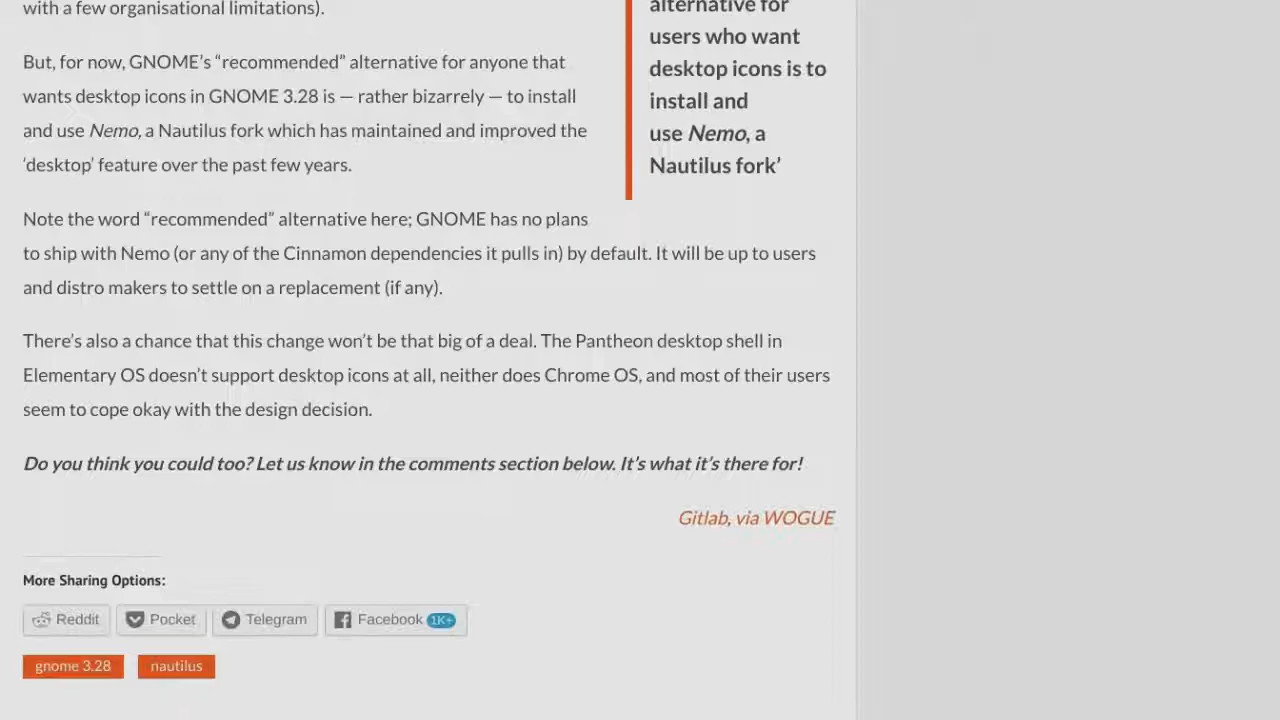 with a few organisational limitations).
But, for now, GNOME’s “recommended” alternative for anyone that
wants desktop icons in GNOME 3.28 is — rather bizarrely — to install
and use Nemo, a Nautilus fork which has maintained and improved the
‘desktop’ feature over the past few years.
alternative for
users who want
desktop icons is to
install and
use Nemo, a
Nautilus fork’
Note the word “recommended” alternative here; GNOME has no plans
to ship with Nemo (or any of the Cinnamon dependencies it pulls in) by default. It will be up to users
and distro makers to settle on a replacement (if any).
There’s also a chance that this change won’t be that big of a deal. The Pantheon desktop shell in
Elementary OS doesn’t support desktop icons at all, neither does Chrome OS, and most of their users
seem to cope okay with the design decision.
Do you think you could too? Let us know in the comments section below. It’s what it’s there for!
Gitlab, via WOGUE
More Sharing Options:
Reddit Pocket Telegram Facebook 1K+
gnome 3.28 nautilus